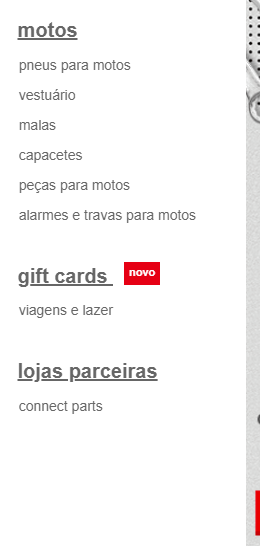 motos
pneus para motos
vestuário
malas
capacetes
peças para motos
alarmes e travas para motos
gift cards novo
viagens e lazer
lojas parceiras
connect parts